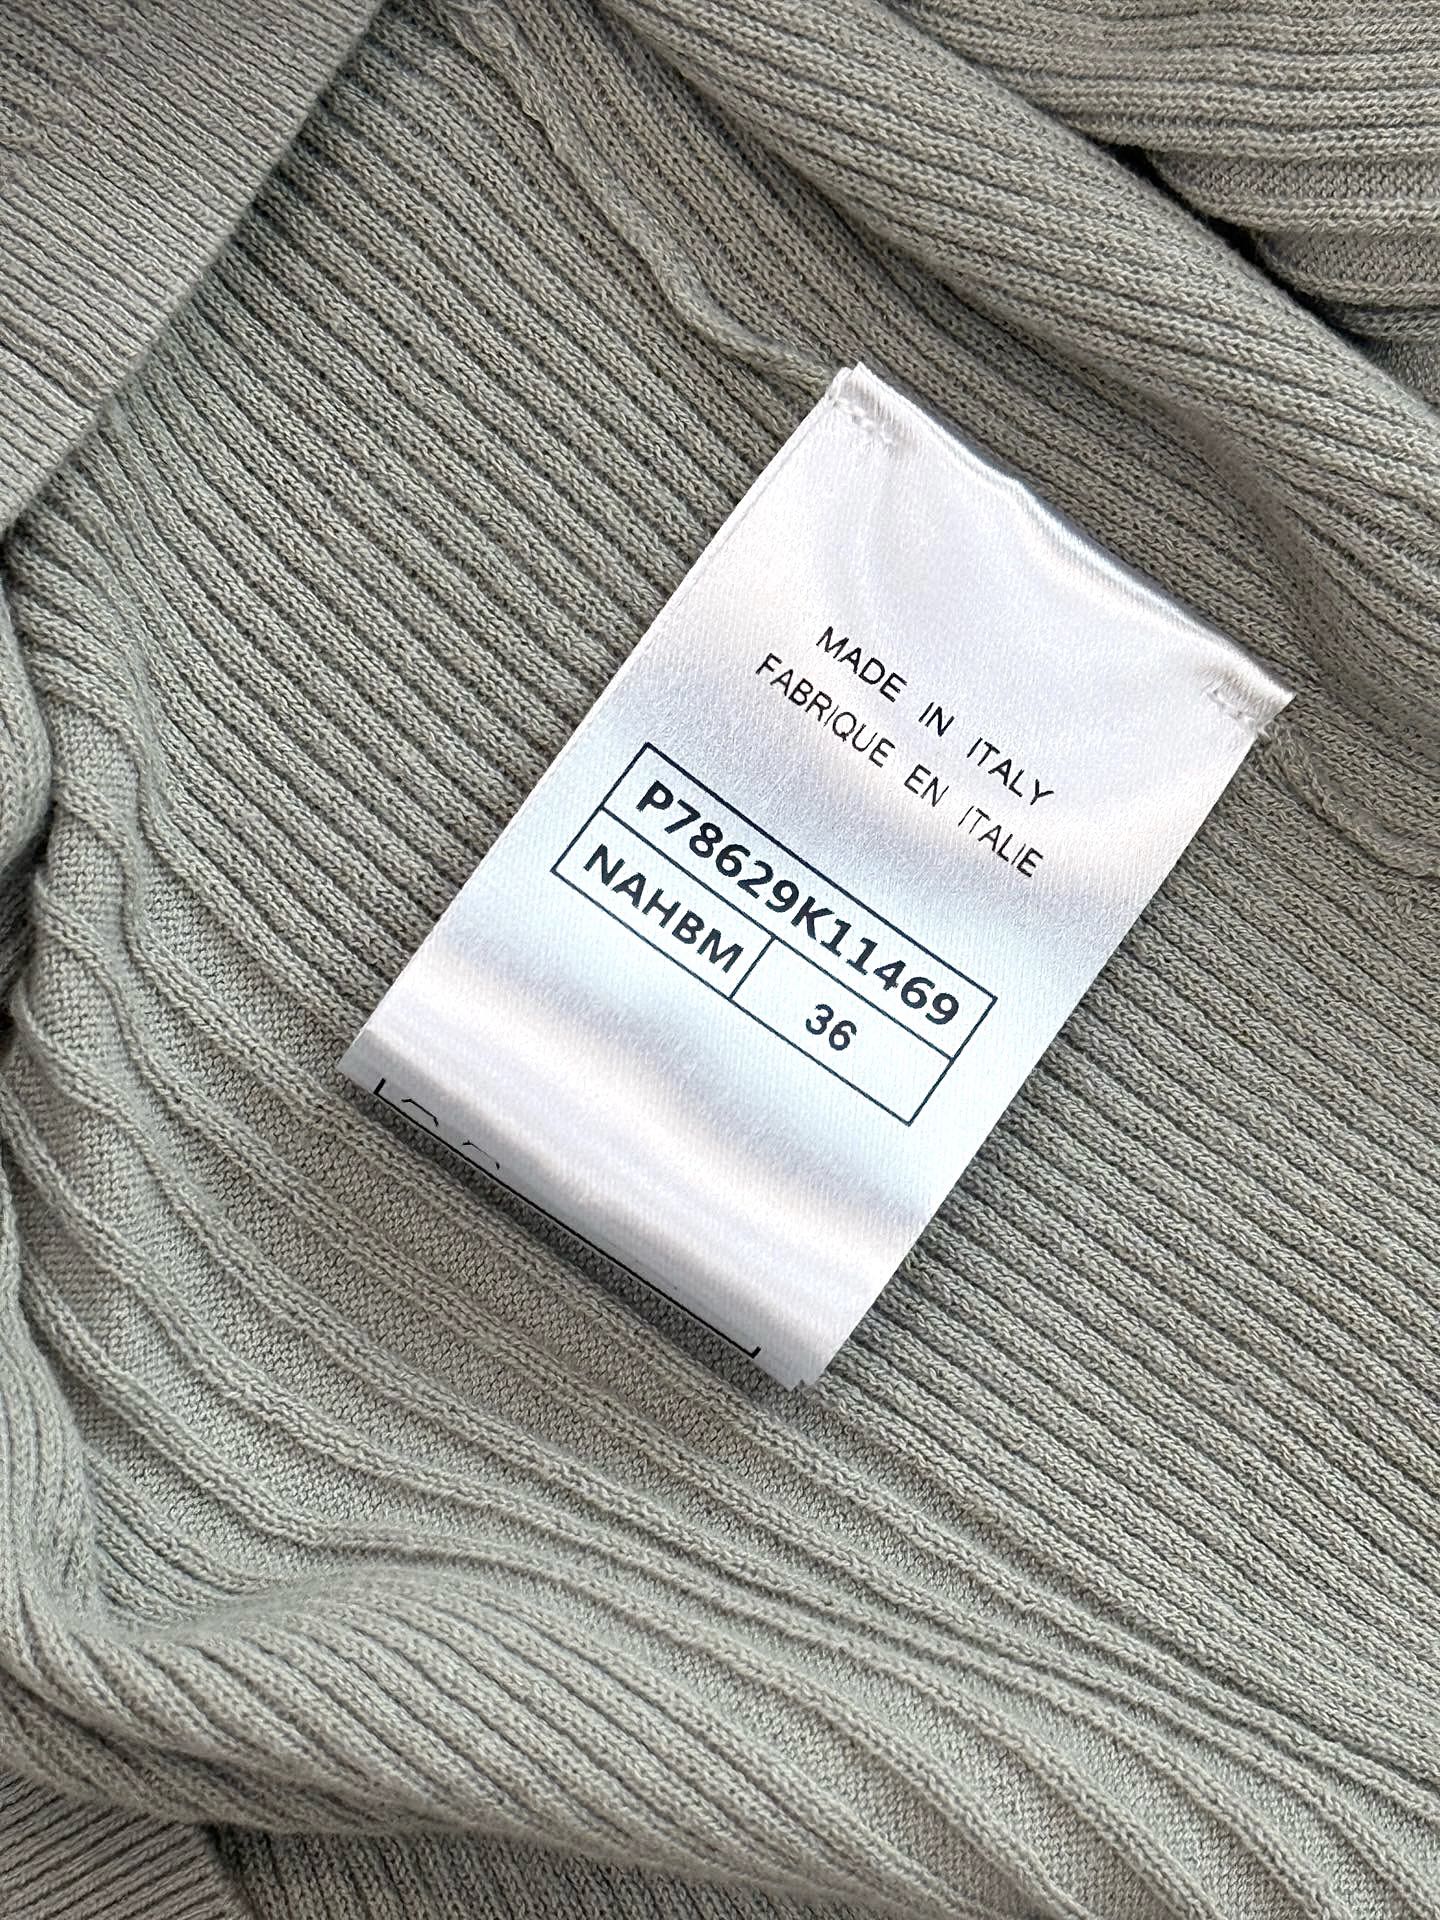 MADE IN ITALY
FABRIQUE EN ITALIE
P78629K11469
NAHBM 36